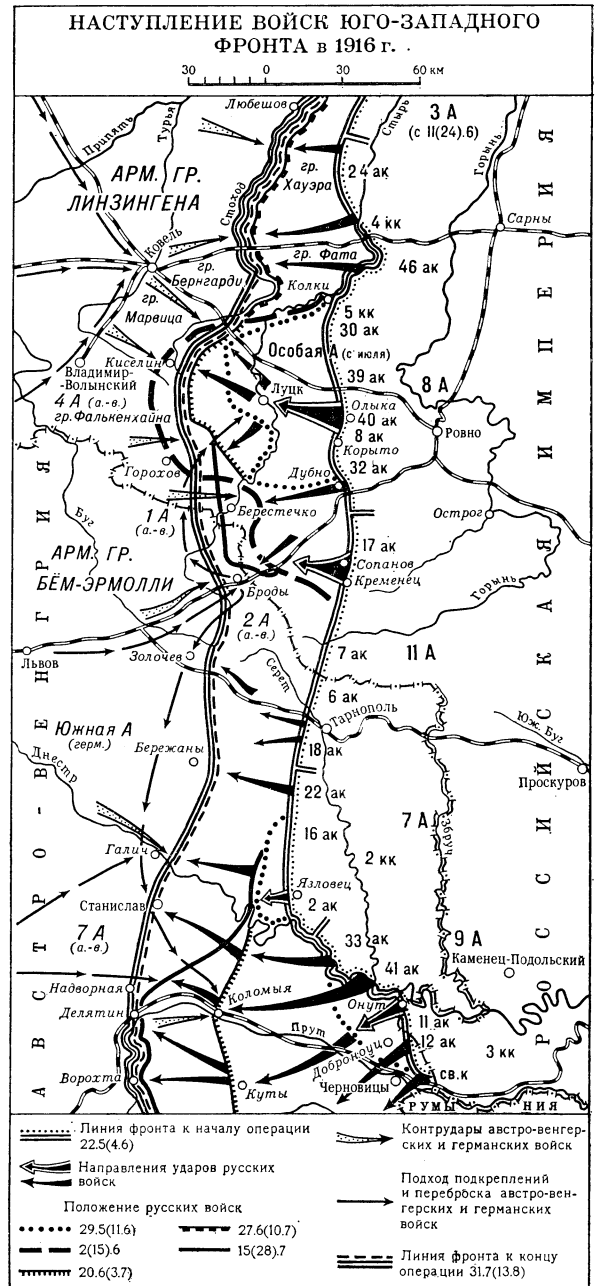 НАСТУПЛЕНИЕ ВОЙСК ЮГО-ЗАПАДНОГО
ФРОНТА в 1916 г.
30 0 30 60 км
Любешов
Припять
Турья
Стырь
3 А
(с 11(24).6)
Горынь
АРМ. ГР.
ЛИНЗИНГЕНА
Стоход
гр.
Хауэра
24 ак
4 кк
Сарны
Ковель
гр.
Бернгарди
гр. Фата
46 ак
гр.
Марвица
Колки
5 кк
30 ак
Киселин
Особая А (с июля)
Владимир-
Волынский
4 А (а.-в.)
гр. Фалькенхайна
Луцк
39 ак
8 А
Олыка
40 ак
8 ак
Корыто
32 ак
Ровно
Горохов
Дубно
Берестечко
Острог
1 А
(а.-в.)
Буг
АРМ. ГР.
БЁМ-ЭРМОЛЛИ
17 ак
Сопанов
Кременец
Горынь
Броды
2 А
(а.-в.)
Львов
Золочев
7 ак
11 А
Серет
6 ак
Тарнополь
Южная А
(герм.)
Днестр
Бережаны
18 ак
Юж. Буг
Проскуров
22 ак
7 А
Збруч
16 ак
2 кк
Галич
Язловец
Станислав
2 ак
7 А
(а.-в.)
33 ак
9 А
Каменец-Подольский
41 ак
Надворная
Коломыя
Онут
Делятин
Прут
11 ак
12 ак
Доброноуц
3 кк
Черновицы
св.к
Ворохта
Куты
РУМЫНИЯ
АВСТРО-ВЕНГРИЯ
РОССИЙСКАЯ ИМПЕРИЯ
Линия фронта к началу операции
22.5(4.6)
Направления ударов русских
войск
Положение русских войск
29.5(11.6)
27.6(10.7)
2(15).6
15(28).7
20.6(3.7)
Контрудары австро-венгер-
ских и германских войск
Подход подкреплений
и переброска австро-вен-
герских и германских
войск
Линия фронта к концу
операции 31.7(13.8)